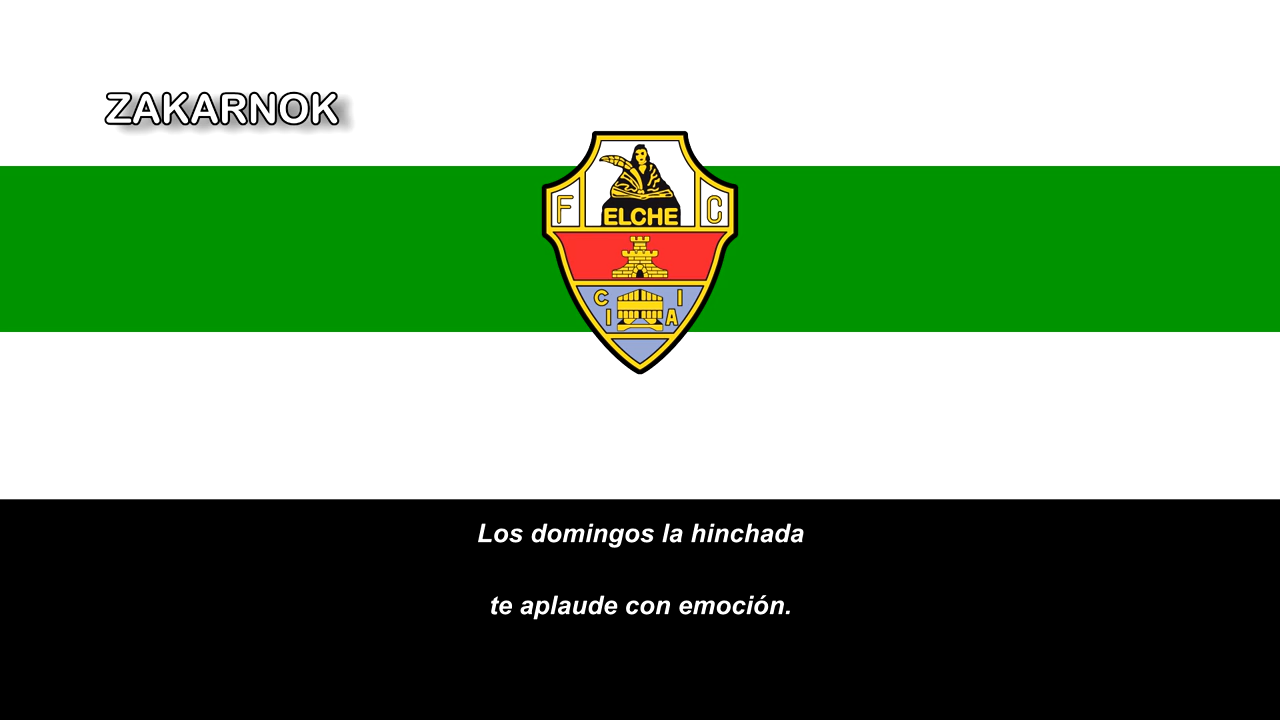 ZAKARNOK
F C
ELCHE
C I
I A
Los domingos la hinchada
te aplaude con emoción.